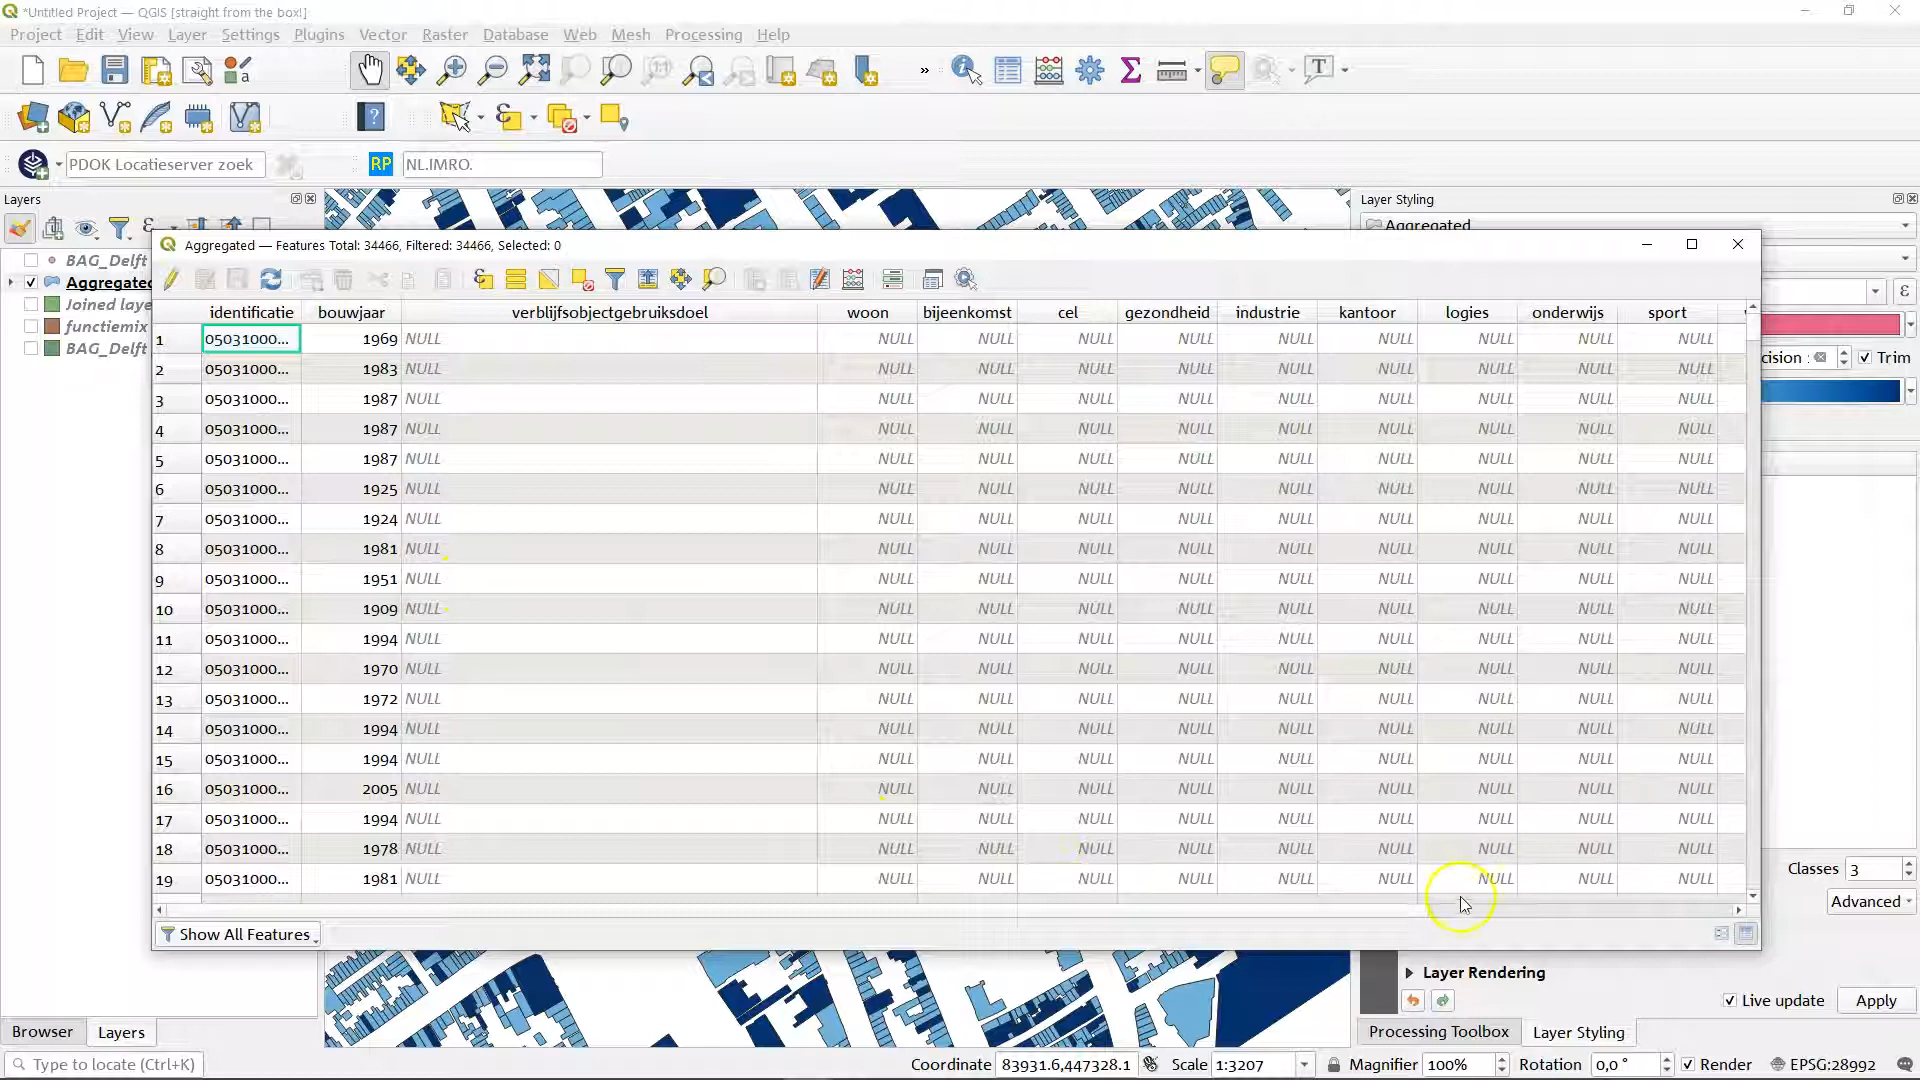 *Untitled Project — QGIS [straight from the box!]
Project Edit View Layer Settings Plugins Vector Raster Database Web Mesh Processing Help
PDOK Locatieserver zoek RP NL.IMRO.
Layers
Layer Styling
Aggregated
BAG_Delft
Aggregated
Joined laye
functiemix
BAG_Delft
Aggregated — Features Total: 34466, Filtered: 34466, Selected: 0
identificatie bouwjaar verblijfsobjectgebruiksdoel woon bijeenkomst cel gezondheid industrie kantoor logies onderwijs sport
1 05031000... 1969 NULL NULL NULL NULL NULL NULL NULL NULL NULL NULL
2 05031000... 1983 NULL NULL NULL NULL NULL NULL NULL NULL NULL NULL
3 05031000... 1987 NULL NULL NULL NULL NULL NULL NULL NULL NULL NULL
4 05031000... 1987 NULL NULL NULL NULL NULL NULL NULL NULL NULL NULL
5 05031000... 1987 NULL NULL NULL NULL NULL NULL NULL NULL NULL NULL
6 05031000... 1925 NULL NULL NULL NULL NULL NULL NULL NULL NULL NULL
7 05031000... 1924 NULL NULL NULL NULL NULL NULL NULL NULL NULL NULL
8 05031000... 1981 NULL NULL NULL NULL NULL NULL NULL NULL NULL NULL
9 05031000... 1951 NULL NULL NULL NULL NULL NULL NULL NULL NULL NULL
10 05031000... 1909 NULL NULL NULL NULL NULL NULL NULL NULL NULL NULL
11 05031000... 1994 NULL NULL NULL NULL NULL NULL NULL NULL NULL NULL
12 05031000... 1970 NULL NULL NULL NULL NULL NULL NULL NULL NULL NULL
13 05031000... 1972 NULL NULL NULL NULL NULL NULL NULL NULL NULL NULL
14 05031000... 1994 NULL NULL NULL NULL NULL NULL NULL NULL NULL NULL
15 05031000... 1994 NULL NULL NULL NULL NULL NULL NULL NULL NULL NULL
16 05031000... 2005 NULL NULL NULL NULL NULL NULL NULL NULL NULL NULL
17 05031000... 1994 NULL NULL NULL NULL NULL NULL NULL NULL NULL NULL
18 05031000... 1978 NULL NULL NULL NULL NULL NULL NULL NULL NULL NULL
19 05031000... 1981 NULL NULL NULL NULL NULL NULL NULL NULL NULL NULL
Show All Features
cision Trim
Classes 3
Advanced
Layer Rendering
Live update Apply
Browser Layers
Processing Toolbox Layer Styling
Type to locate (Ctrl+K) Coordinate 83931.6,447328.1 Scale 1:3207 Magnifier 100% Rotation 0,0 ° Render EPSG:28992